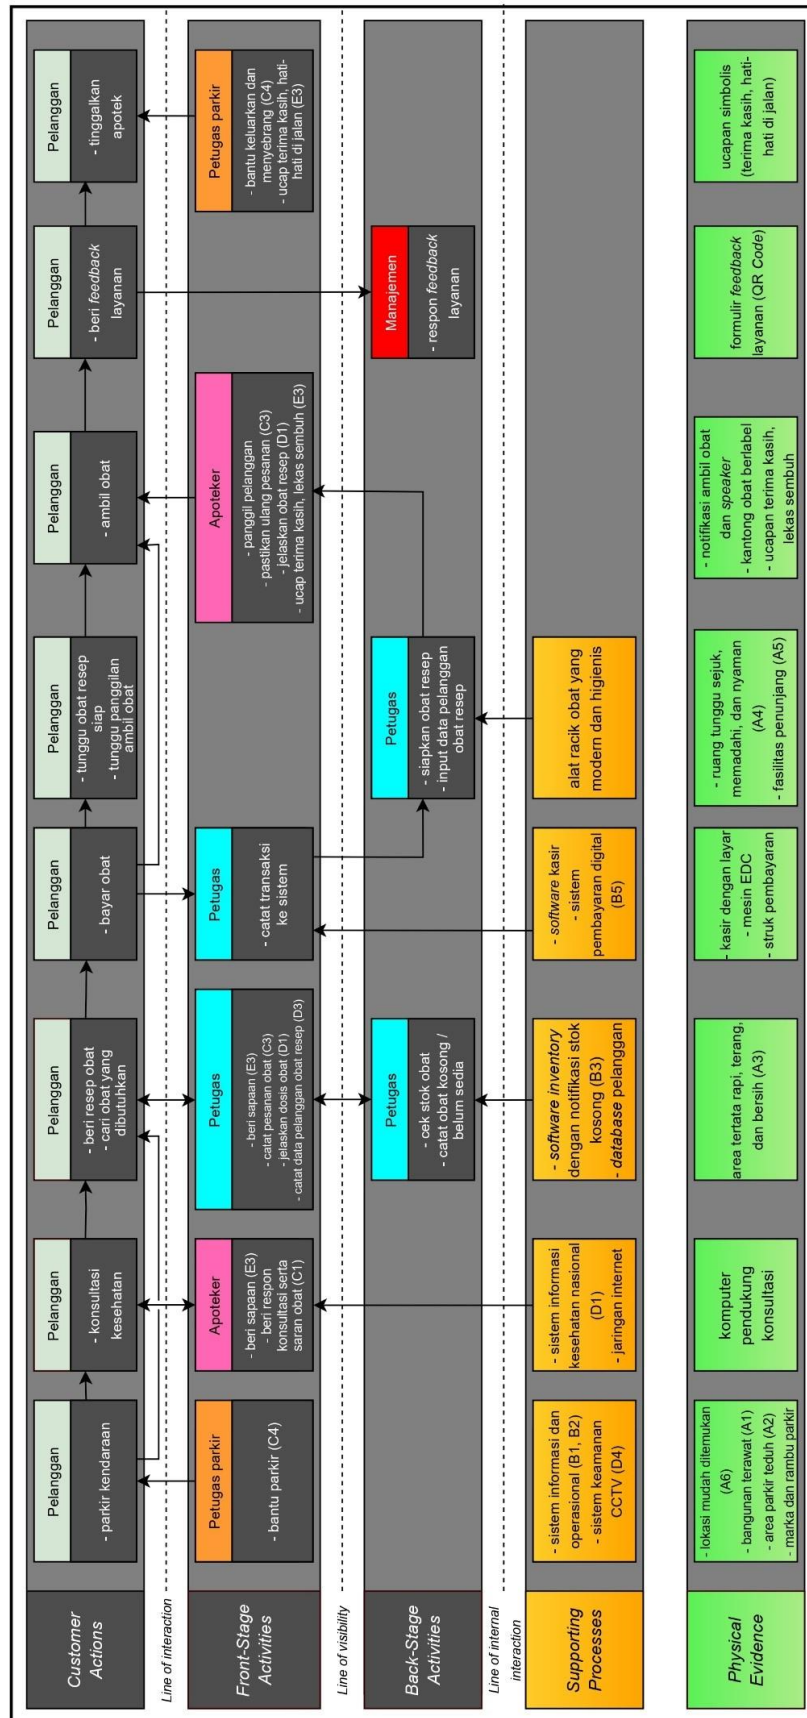 Customer
Actions
Pelanggan
- parkir kendaraan
Pelanggan
- konsultasi
kesehatan
Pelanggan
- beri resep obat
- cari obat yang
dibutuhkan
Pelanggan
- bayar obat
Pelanggan
- tunggu obat resep
siap
- tunggu panggilan
ambil obat
Pelanggan
- ambil obat
Pelanggan
- beri feedback
layanan
Pelanggan
- tinggalkan
apotek
Line of interaction
Front-Stage
Activities
Petugas parkir
- bantu parkir (C4)
Apoteker
- beri sapaan (E3)
- beri respon
konsultasi serta
saran obat (C1)
Petugas
- beri sapaan (E3)
- catat pesanan obat (C3)
- jelaskan dosis obat (D1)
- catat data pelanggan obat resep (D3)
Petugas
- catat transaksi
ke sistem
Apoteker
- panggil pelanggan
- pastikan ulang pesanan (C3)
- jelaskan obat resep (D1)
- ucap terima kasih, lekas sembuh (E3)
Petugas parkir
- bantu keluarkan dan
menyebrang (C4)
- ucap terima kasih, hati-
hati di jalan (E3)
Line of visibility
Back-Stage
Activities
Petugas
- cek stok obat
- catat obat kosong /
belum sedia
Petugas
- siapkan obat resep
- input data pelanggan
obat resep
Manajemen
- respon feedback
layanan
Line of internal
interaction
Supporting
Processes
- sistem informasi dan
operasional (B1, B2)
- sistem keamanan
CCTV (D4)
- sistem informasi
kesehatan nasional
(D1)
- jaringan internet
- software inventory
dengan notifikasi stok
kosong (B3)
- database pelanggan
- software kasir
- sistem
pembayaran digital
(B5)
alat racik obat yang
modern dan higienis
Physical
Evidence
- lokasi mudah ditemukan
(A6)
- bangunan terawat (A1)
- area parkir teduh (A2)
- marka dan rambu parkir
komputer
pendukung
konsultasi
area tertata rapi, terang,
dan bersih (A3)
- kasir dengan layar
- mesin EDC
- struk pembayaran
- ruang tunggu sejuk,
memadahi, dan nyaman
(A4)
- fasilitas penunjang (A5)
- notifikasi ambil obat
dan speaker
- kantong obat berlabel
- ucapan terima kasih,
lekas sembuh
formulir feedback
layanan (QR Code)
ucapan simbolis
(terima kasih, hati-
hati di jalan)